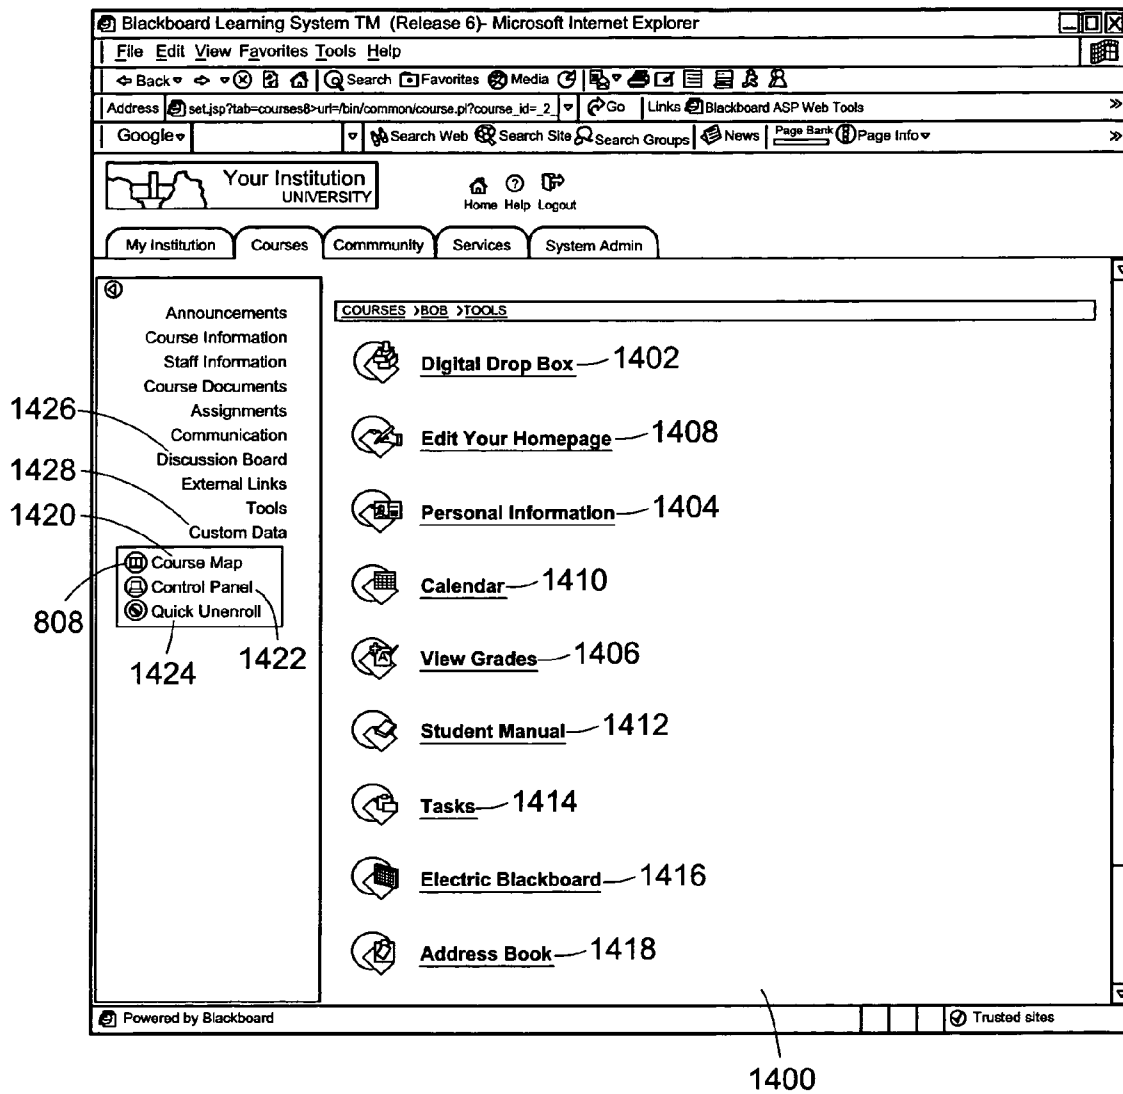 Blackboard Learning System TM (Release 6)- Microsoft Internet Explorer
File Edit View Favorites Tools Help
Back Search Favorites Media
Address set.jsp?tab=courses8>url=/bin/common/course.pl?course_id=_2_ Go Links Blackboard ASP Web Tools »
Google Search Web Search Site Search Groups News Page Bank Page Info »
Your Institution
UNIVERSITY
Home Help Logout
My Institution Courses Commmunity Services System Admin
Announcements
COURSES >BOB >TOOLS
Course Information
Staff Information
Digital Drop Box 1402
Course Documents
1426
Assignments
Communication
Edit Your Homepage 1408
Discussion Board
1428
External Links
1420
Tools
Personal Information 1404
Custom Data
Course Map
Control Panel
Calendar 1410
Quick Unenroll
808
1424
1422
View Grades 1406
Student Manual 1412
Tasks 1414
Electric Blackboard 1416
Address Book 1418
Powered by Blackboard Trusted sites
1400